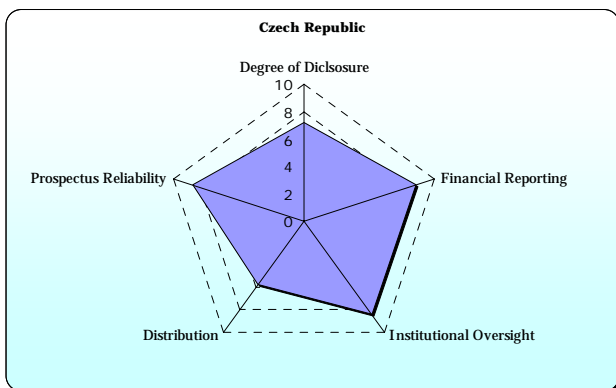 Czech Republic
Degree of Diclsosure
10
8
6
4
2
0
Prospectus Reliability
Financial Reporting
Distribution
Institutional Oversight